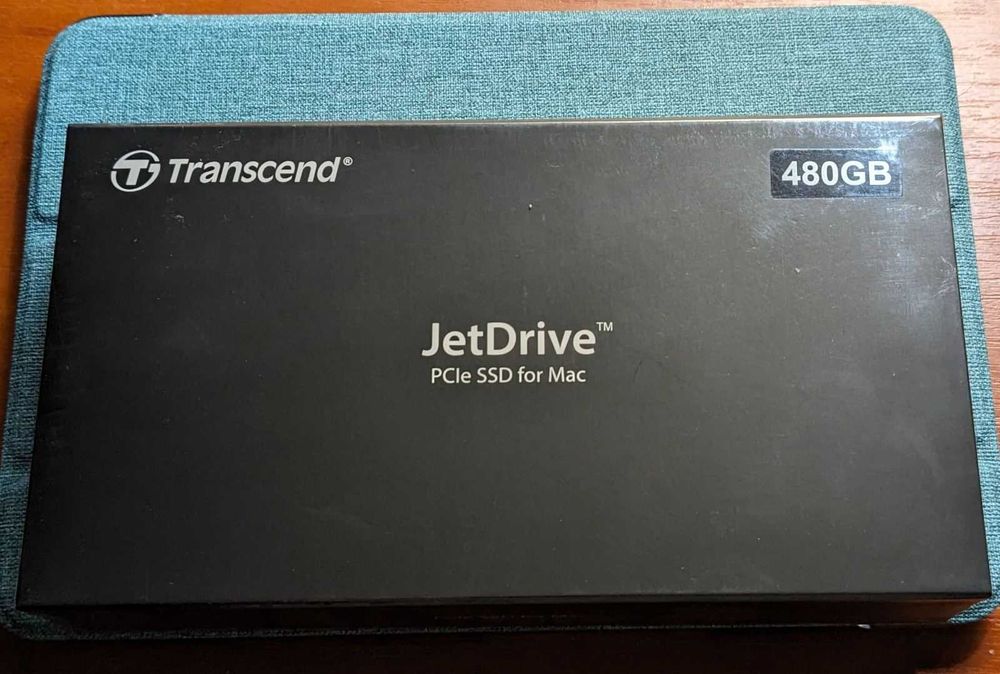 Transcend®
480GB
JetDrive™
PCIe SSD for Mac